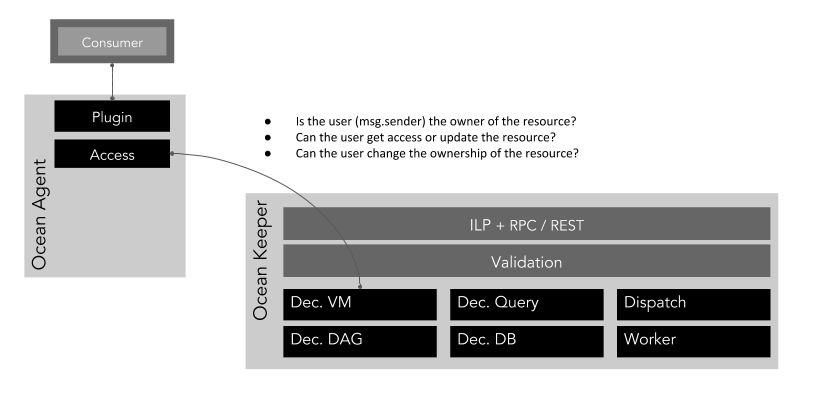 Consumer
Plugin
Access
Ocean Agent
● Is the user (msg.sender) the owner of the resource?
● Can the user get access or update the resource?
● Can the user change the ownership of the resource?
Ocean Keeper
ILP + RPC / REST
Validation
Dec. VM
Dec. Query
Dispatch
Dec. DAG
Dec. DB
Worker